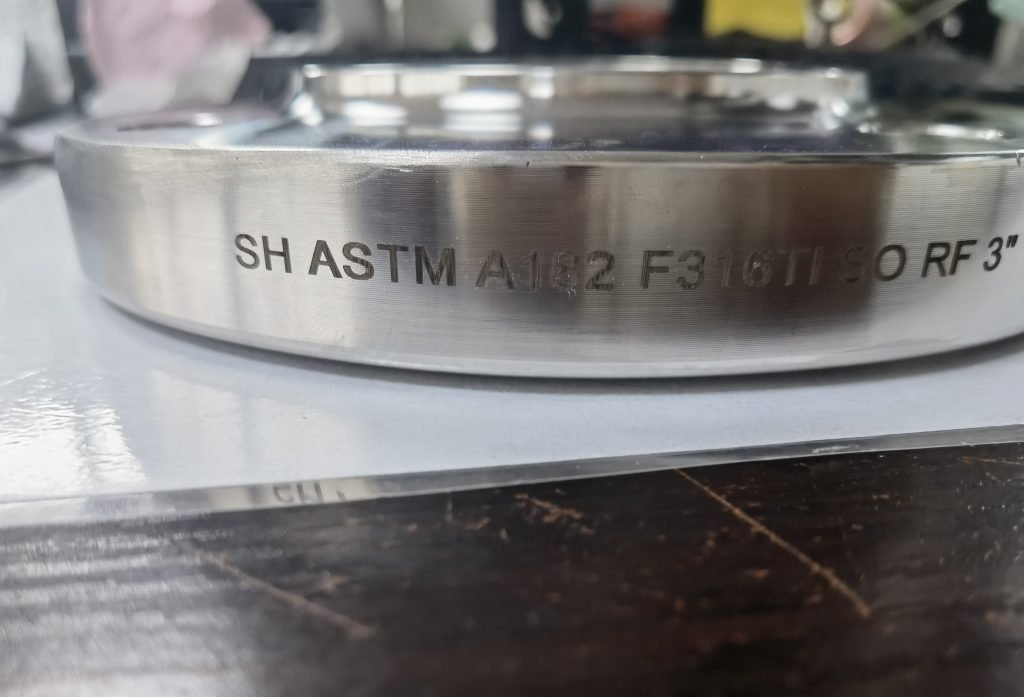 SH ASTM A182 F316TI SO RF 3"